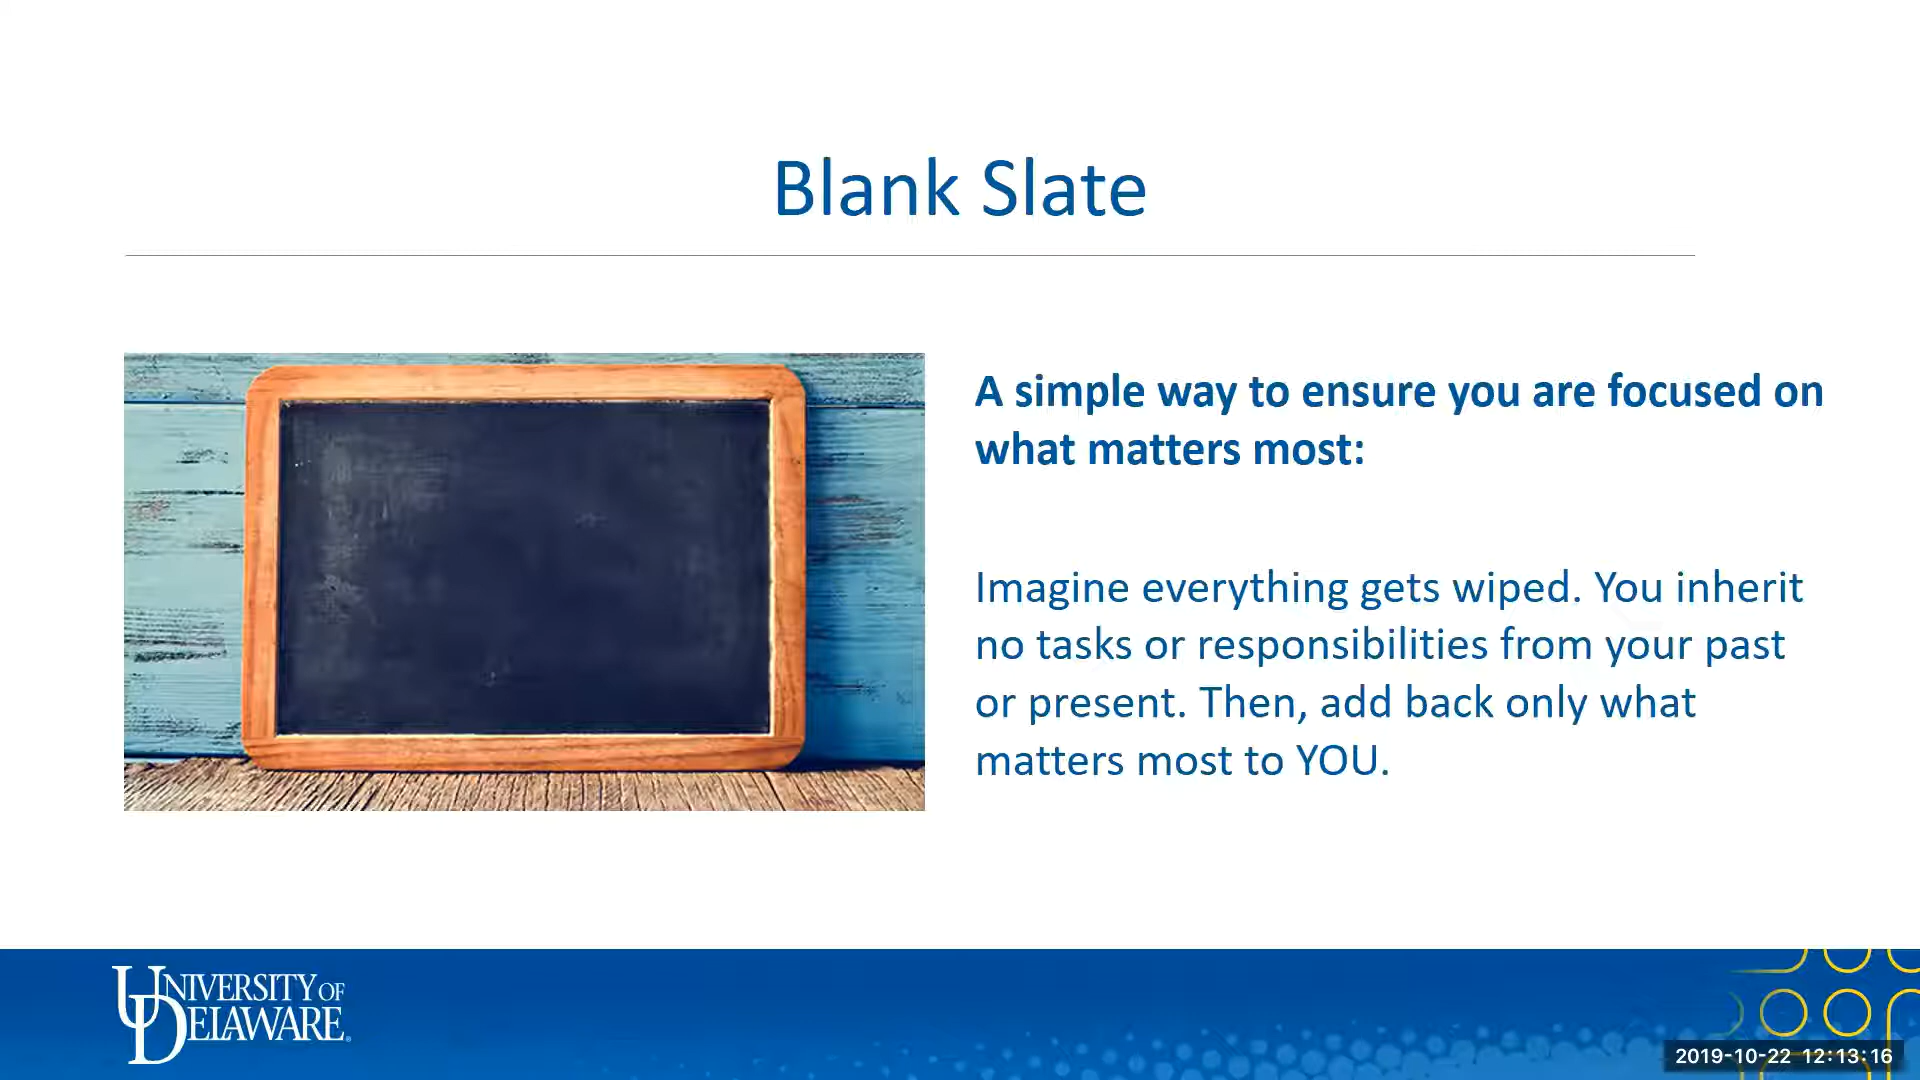 Blank Slate
A simple way to ensure you are focused on
what matters most:
Imagine everything gets wiped. You inherit
no tasks or responsibilities from your past
or present. Then, add back only what
matters most to YOU.
UNIVERSITY OF
DELAWARE.
2019-10-22 12:13:16